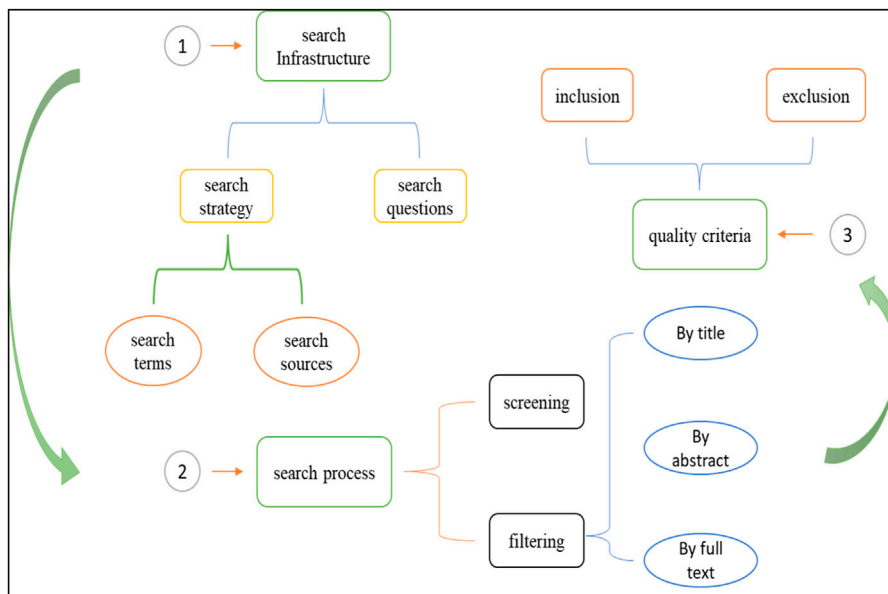 1
search
Infrastructure
search
strategy
search
questions
search
terms
search
sources
2
search process
screening
filtering
By title
By
abstract
By full
text
inclusion
exclusion
quality criteria
3